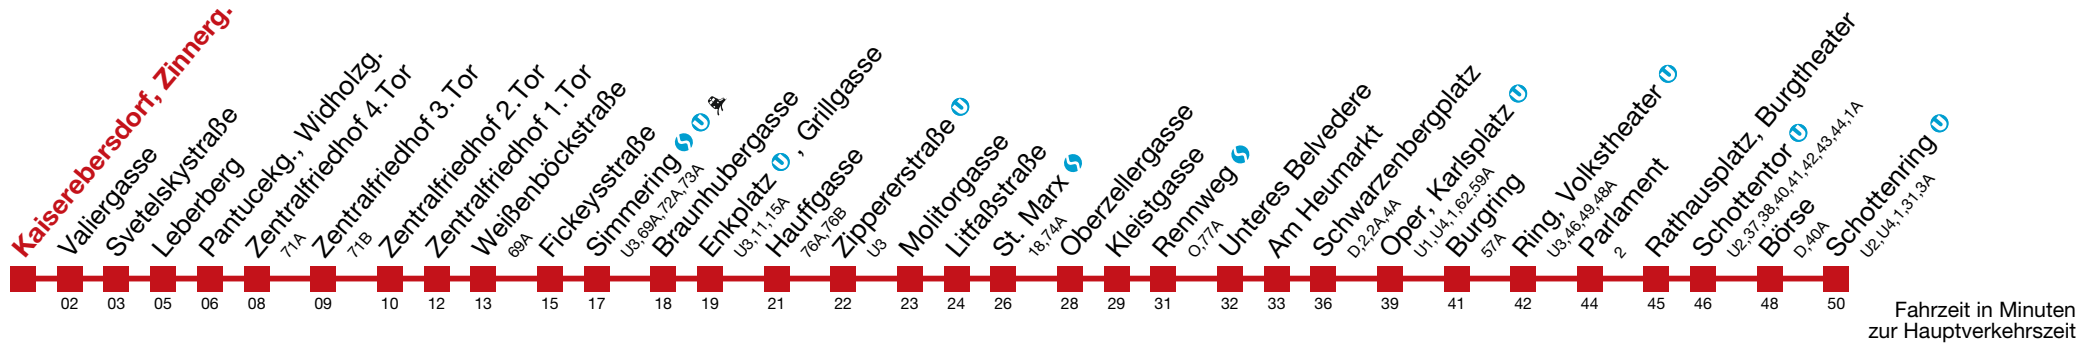 Kaiserebersdorf, Zinnerg.
Valiergasse
Svetelskystraße
Leberberg
Pantucekg., Widholzg.
Zentralfriedhof 4.Tor
71A
Zentralfriedhof 3.Tor
71B
Zentralfriedhof 2.Tor
Zentralfriedhof 1.Tor
Weißenböckstraße
69A
Fickeysstraße
Simmering S U
U3,69A,72A,73A
Braunhubergasse
Enkplatz U , Grillgasse
U3,11,15A
Hauffgasse
76A,76B
Zippererstraße U
U3
Molitorgasse
Litfaßstraße
St. Marx S
18,74A
Oberzellergasse
Kleistgasse
Rennweg S
O,77A
Unteres Belvedere
Am Heumarkt
Schwarzenbergplatz
D,2,2A,4A
Oper, Karlsplatz U
U1,U4,1,62,59A
Burgring
57A
Ring, Volkstheater U
U3,46,49,48A
Parlament
2
Rathausplatz, Burgtheater
Schottentor U
U2,37,38,40,41,42,43,44,1A
Börse
D,40A
Schottenring U
U2,U4,1,31,3A
02 03 05 06 08 09 10 12 13 15 17 18 19 21 22 23 24 26 28 29 31 32 33 36 39 41 42 44 45 46 48 50
Fahrzeit in Minuten
zur Hauptverkehrszeit